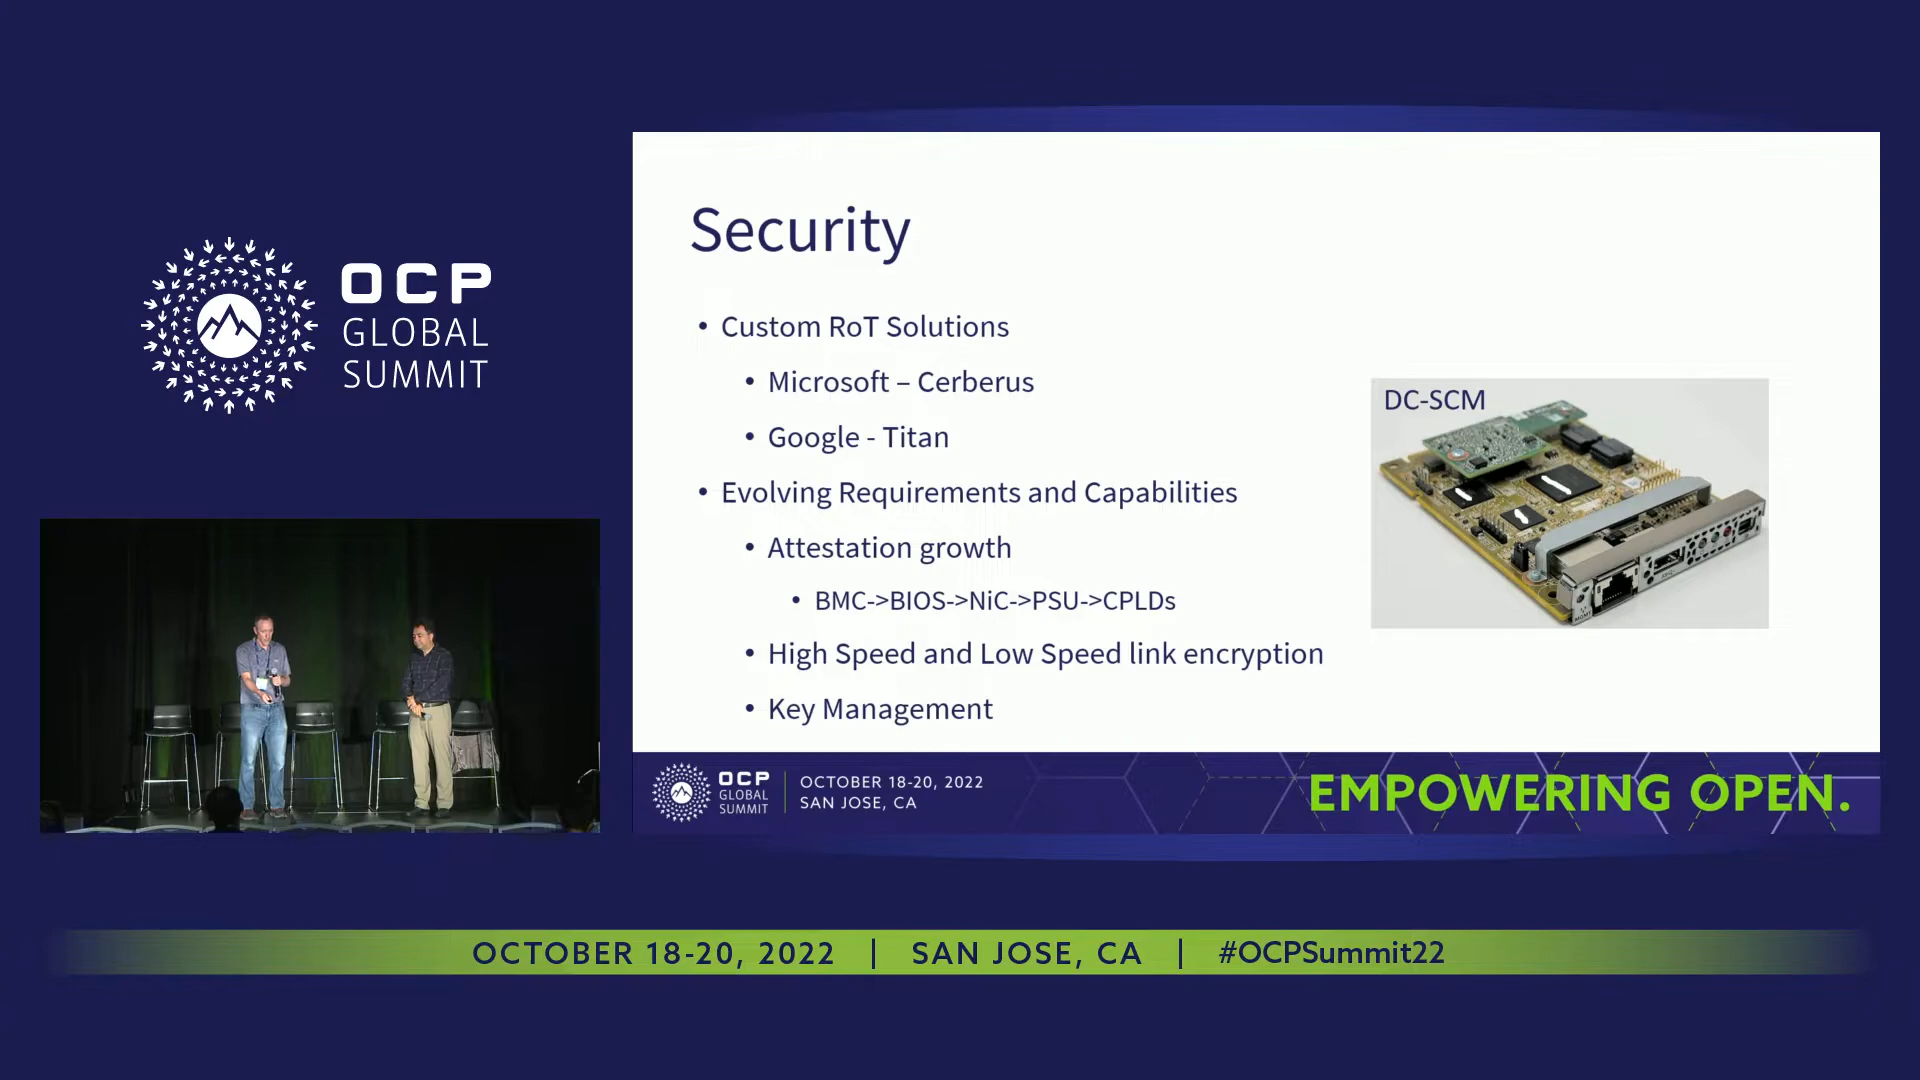 OCP
GLOBAL
SUMMIT
Security
• Custom RoT Solutions
• Microsoft – Cerberus
• Google - Titan
• Evolving Requirements and Capabilities
• Attestation growth
• BMC->BIOS->NiC->PSU->CPLDs
• High Speed and Low Speed link encryption
• Key Management
DC-SCM
OCP
GLOBAL
SUMMIT
OCTOBER 18-20, 2022
SAN JOSE, CA
EMPOWERING OPEN.
OCTOBER 18-20, 2022 | SAN JOSE, CA | #OCPSummit22